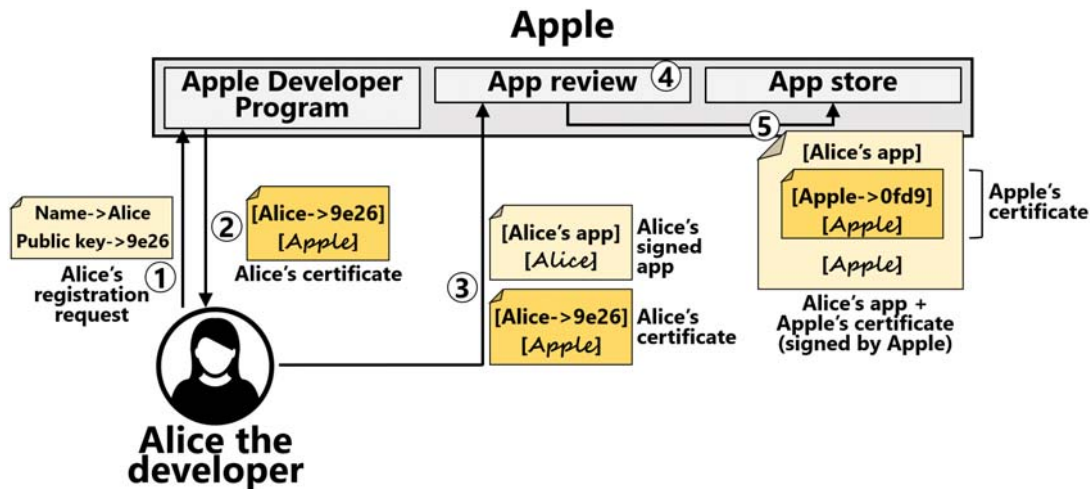 Apple
Apple Developer
Program
App review
4
App store
5
Name->Alice
Public key->9e26
1
Alice's
registration
request
2
[Alice->9e26]
[Apple]
Alice's certificate
3
[Alice's app]
[Alice]
Alice's
signed
app
[Alice->9e26]
[Apple]
Alice's
certificate
[Alice's app]
[Apple->0fd9]
[Apple]
Apple's
certificate
[Apple]
Alice's app +
Apple's certificate
(signed by Apple)
Alice the
developer